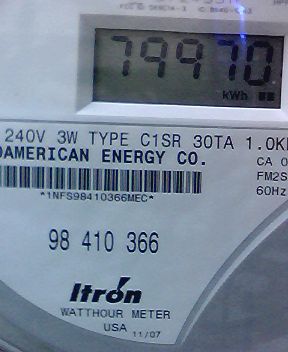 79970
kWh
240V 3W TYPE C1SR 30TA 1.0K
AMERICAN ENERGY CO.
CA 0
FM2S
60Hz
*1NFS98410366MEC*
98 410 366
Itron
WATTHOUR METER
USA 11/07